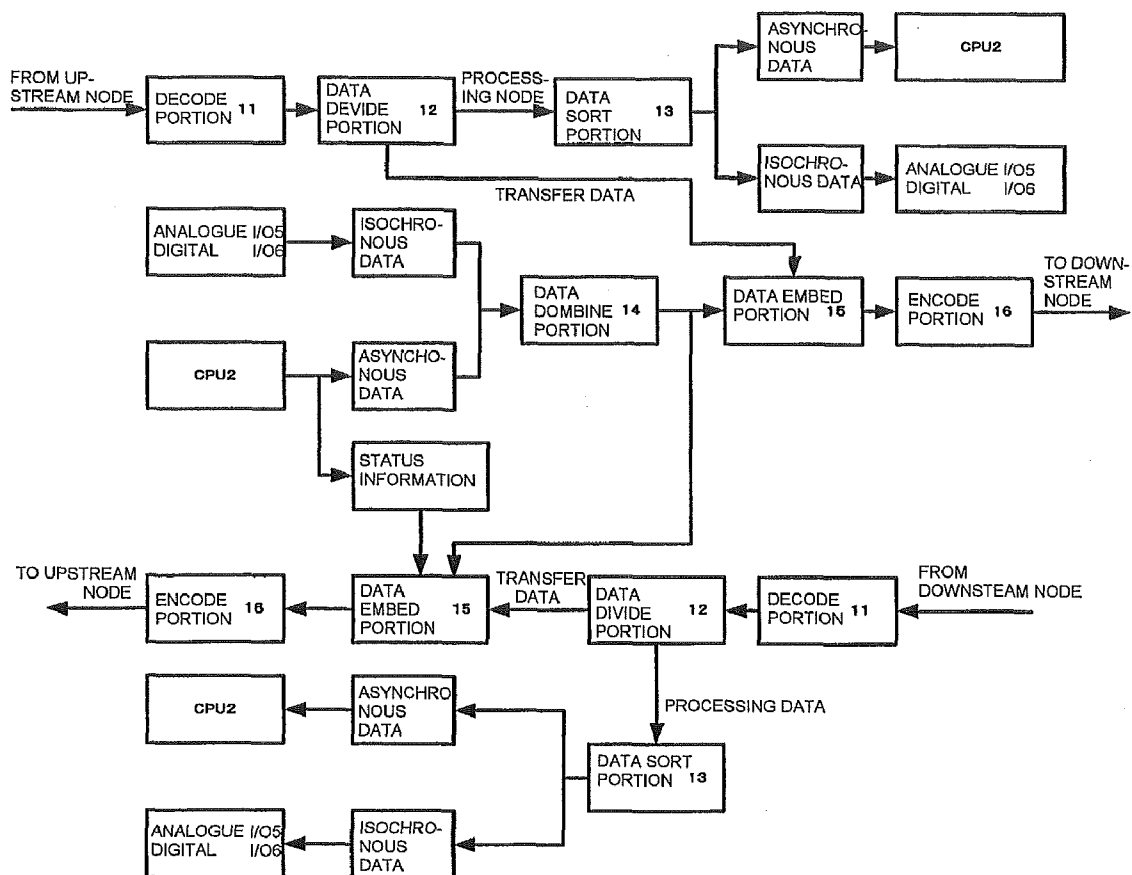 FROM UP-
STREAM NODE
DECODE 11
PORTION
DATA
DEVIDE 12
PORTION
PROCESS-
ING NODE
DATA
SORT 13
PORTION
ASYNCHRO-
NOUS
DATA
CPU2
ISOCHRO-
NOUS DATA
ANALOGUE I/O5
DIGITAL I/O6
TRANSFER DATA
ANALOGUE I/O5
DIGITAL I/O6
ISOCHRO-
NOUS
DATA
DATA
DOMBINE 14
PORTION
DATA EMBED
PORTION 15
ENCODE
PORTION 16
TO DOWN-
STREAM
NODE
CPU2
ASYNCHO-
NOUS
DATA
STATUS
INFORMATION
TO UPSTREAM
NODE
ENCODE 16
PORTION
DATA
EMBED 15
PORTION
TRANSFER
DATA
DATA
DIVIDE 12
PORTION
DECODE 11
PORTION
FROM
DOWNSTEAM NODE
CPU2
ASYNCHRO
NOUS
DATA
PROCESSING DATA
DATA SORT
PORTION 13
ANALOGUE I/O5
DIGITAL I/O6
ISOCHRO-
NOUS
DATA